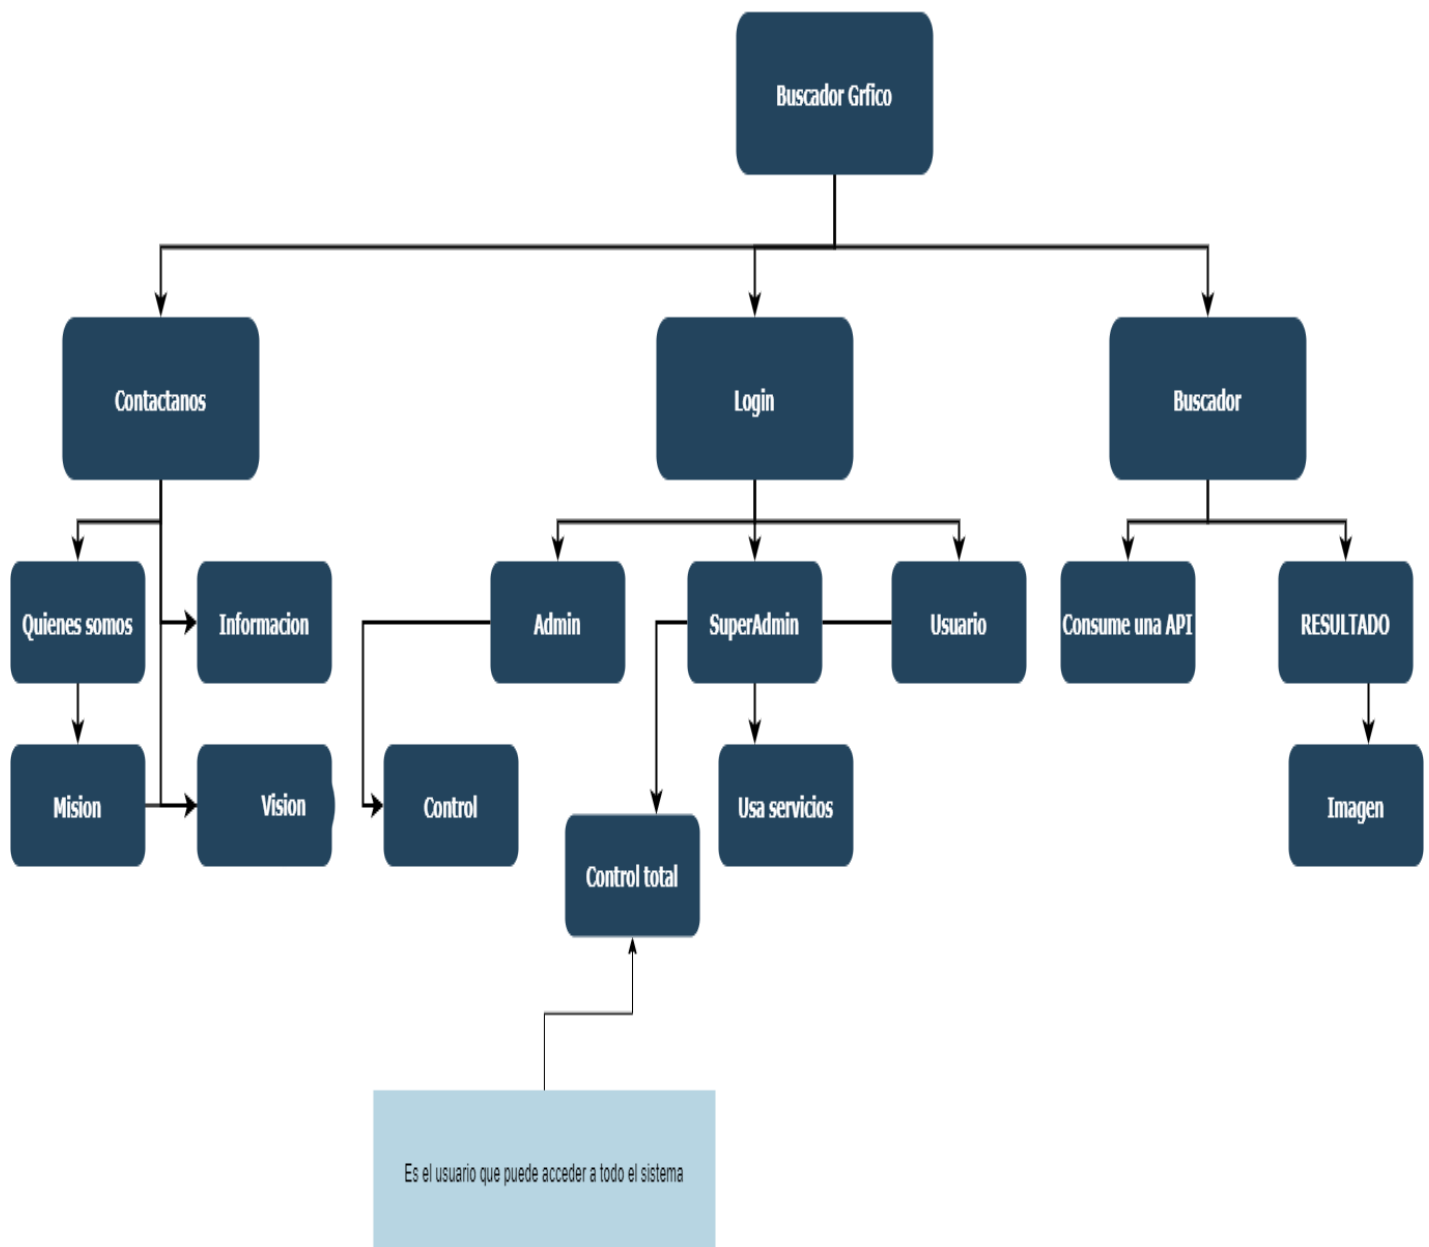 Buscador Grfico
Contactanos
Login
Buscador
Quienes somos
Informacion
Admin
SuperAdmin
Usuario
Consume una API
RESULTADO
Mision
Vision
Control
Usa servicios
Imagen
Control total
Es el usuario que puede acceder a todo el sistema